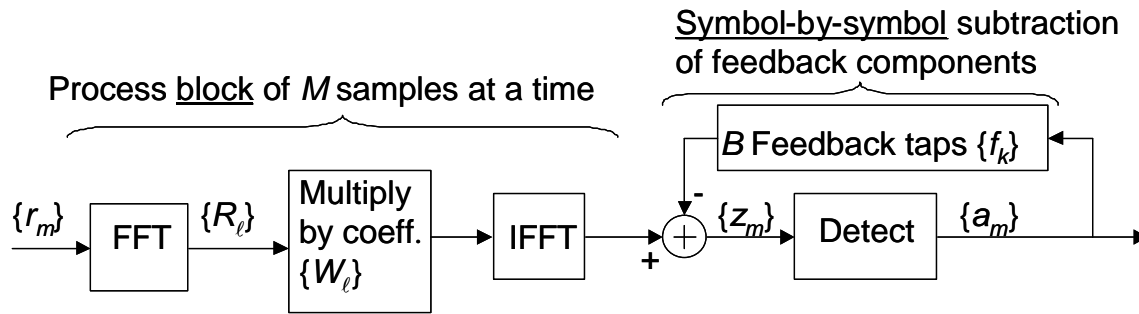 Symbol-by-symbol subtraction
of feedback components
Process block of M samples at a time
B Feedback taps {fₖ}
-
{rₘ}
FFT
{Rℓ}
Multiply
by coeff.
{Wℓ}
IFFT
+
+
{zₘ}
Detect
{aₘ}